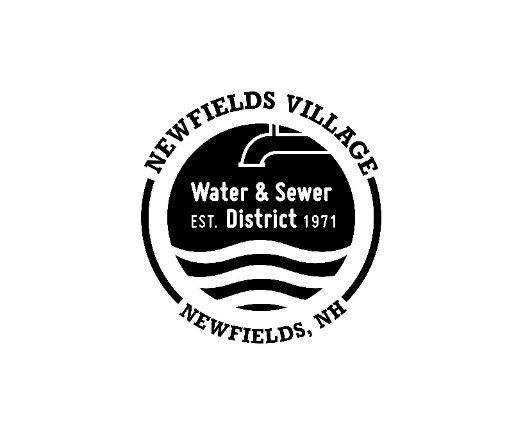 NEWFIELDS VILLAGE
Water & Sewer
EST. District 1971
NEWFIELDS, NH